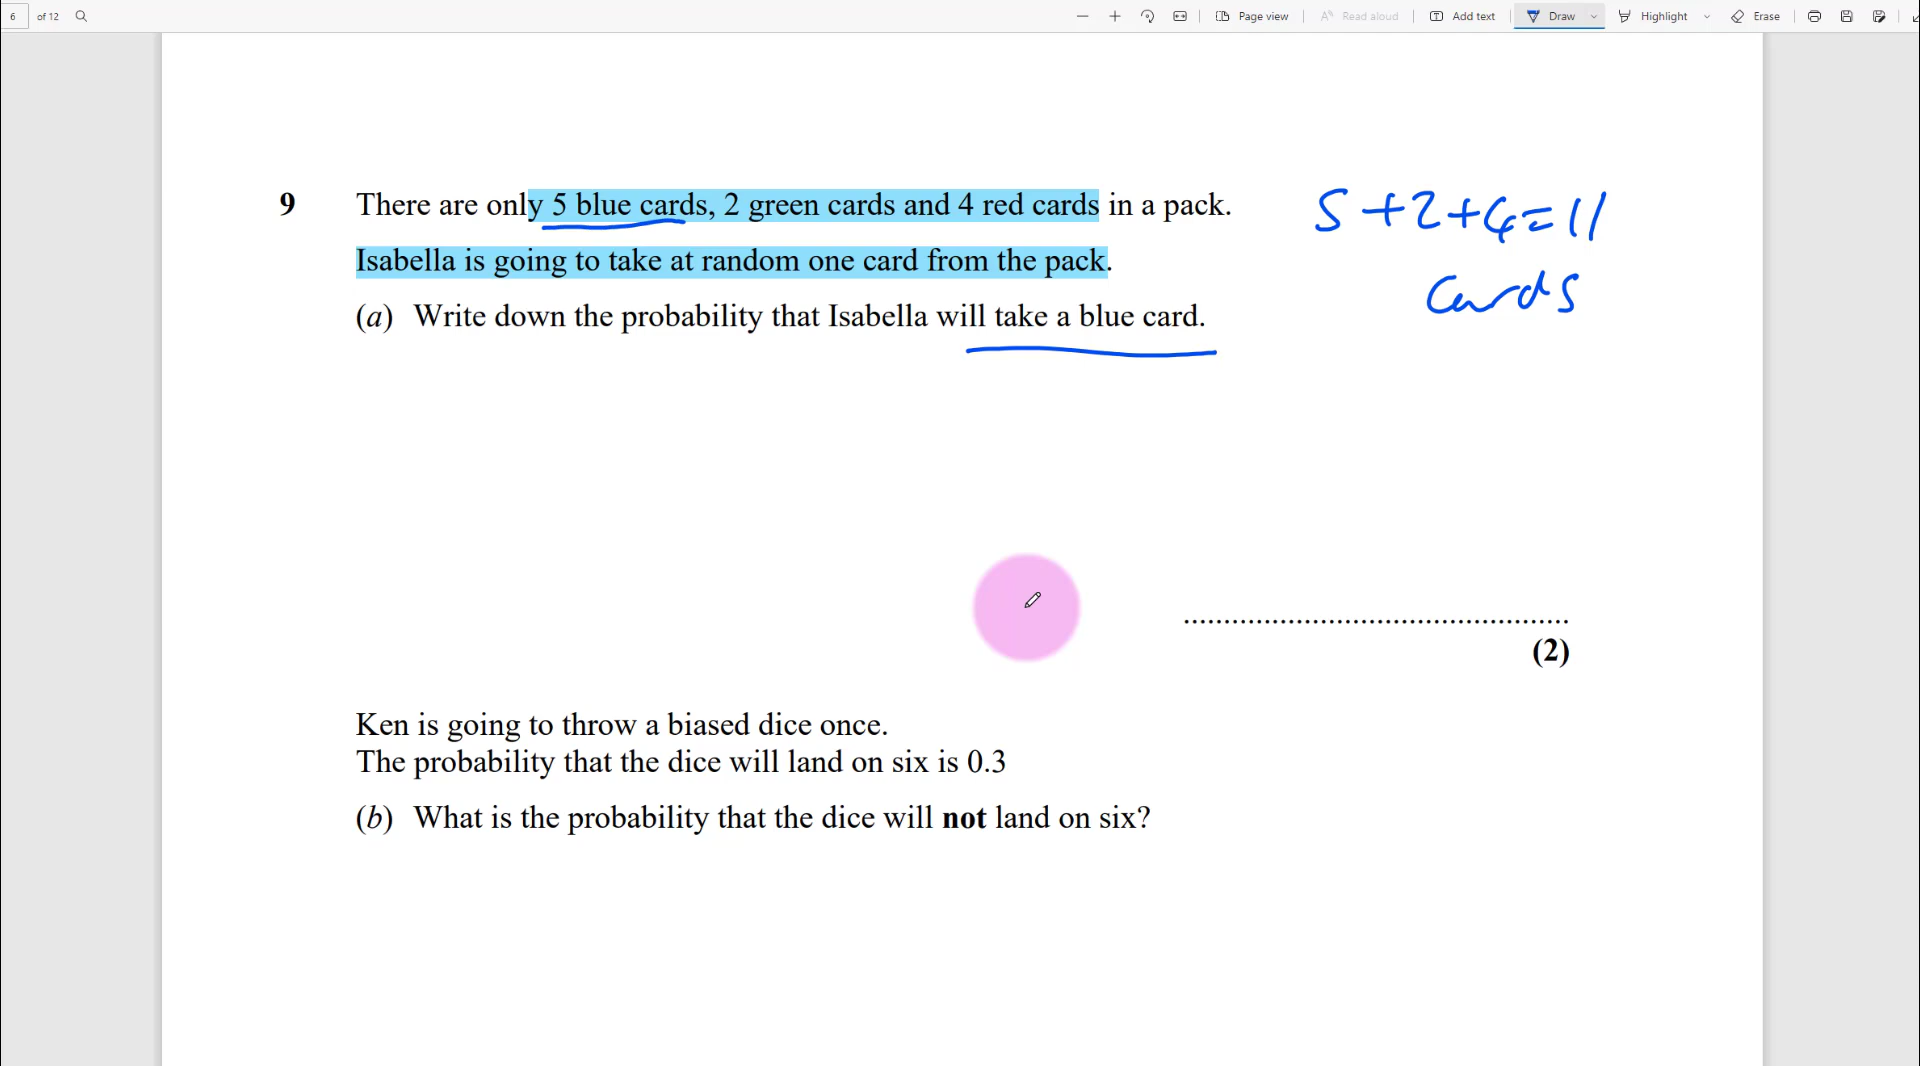 6 of 12 Page view Read aloud Add text Draw Highlight Erase
9 There are only 5 blue cards, 2 green cards and 4 red cards in a pack. 5+2+4=11
Isabella is going to take at random one card from the pack. cards
(a) Write down the probability that Isabella will take a blue card.
..............................................
(2)
Ken is going to throw a biased dice once.
The probability that the dice will land on six is 0.3
(b) What is the probability that the dice will not land on six?